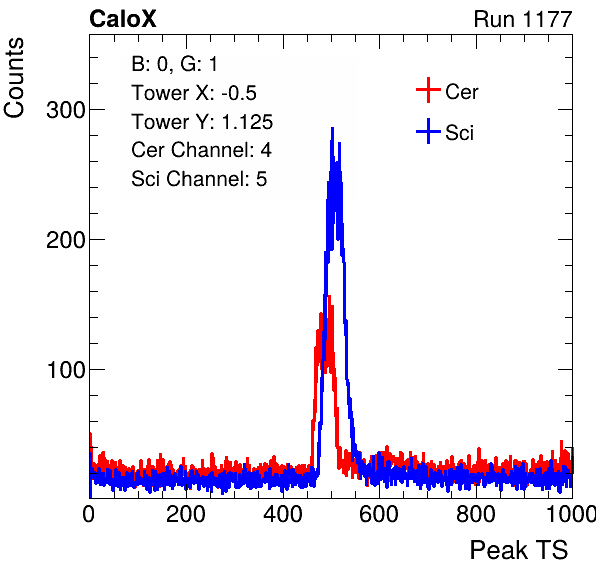 CaloX Run 1177
Counts
B: 0, G: 1
Tower X: -0.5
Tower Y: 1.125
Cer Channel: 4
Sci Channel: 5
Cer
Sci
300
200
100
0 200 400 600 800 1000
Peak TS